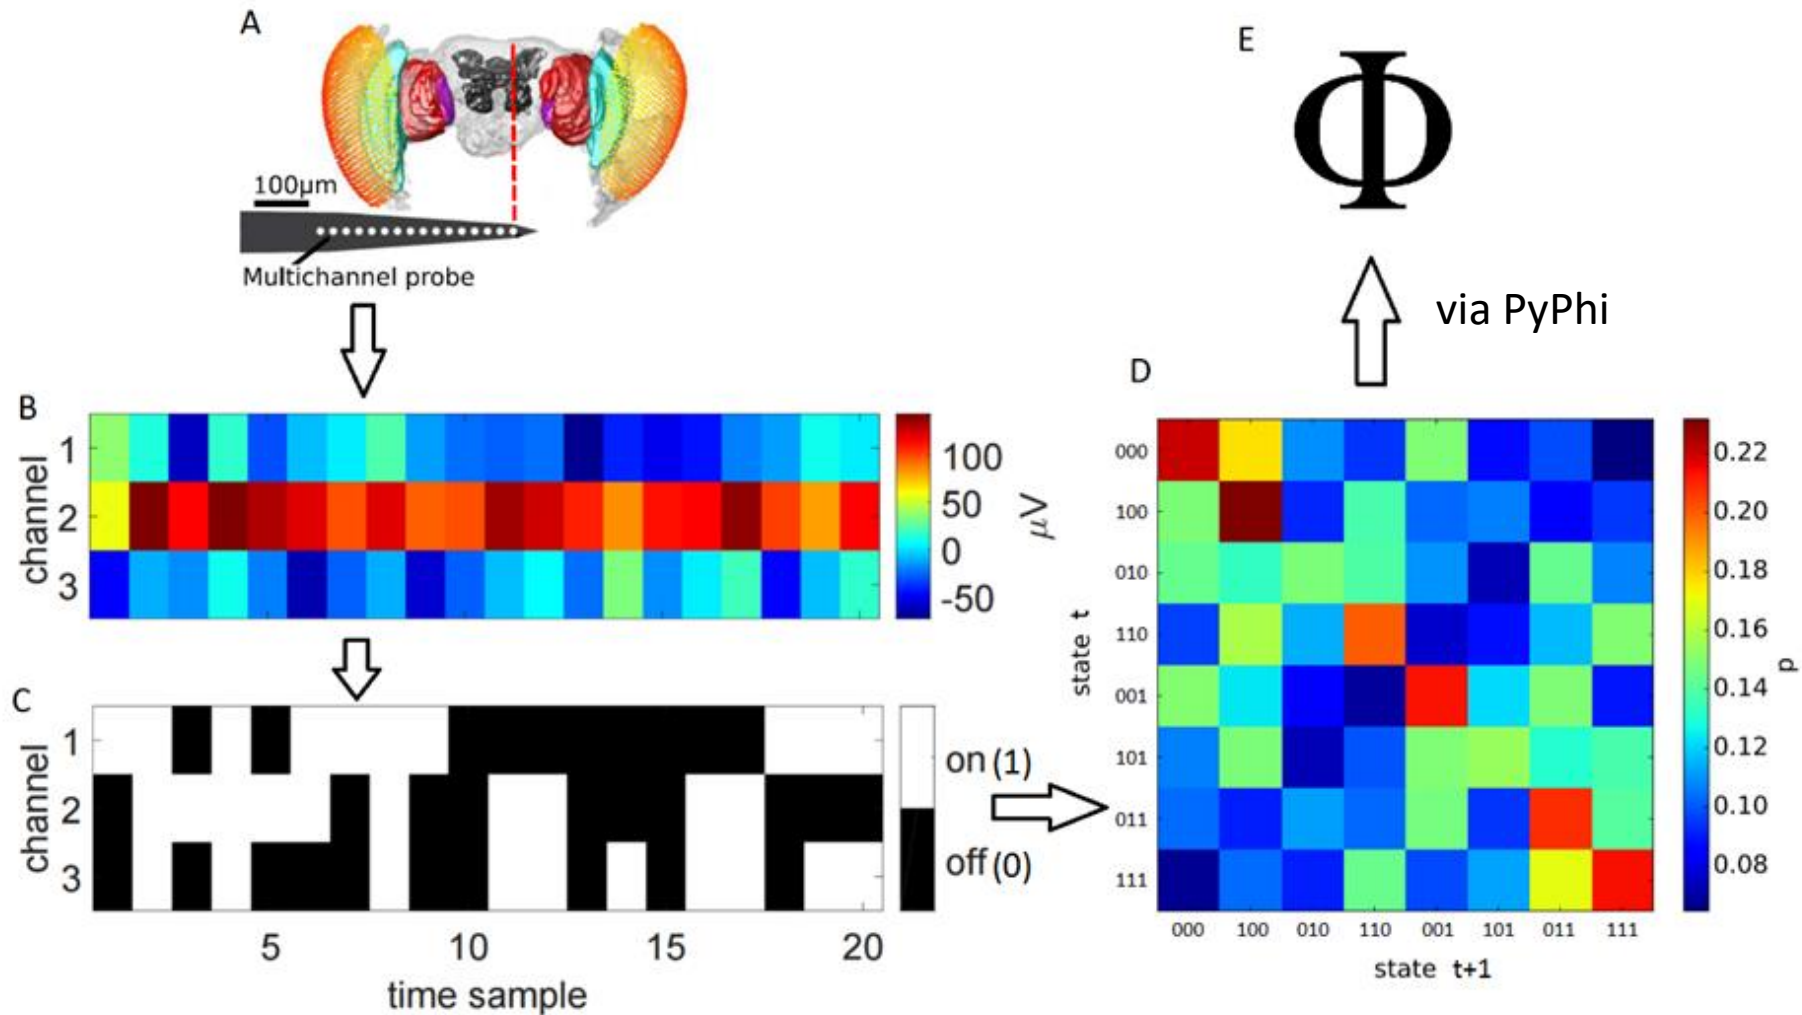 A
100μm
Multichannel probe
B
channel
1
2
3
100
50
0
-50
μV
C
channel
1
2
3
on (1)
off (0)
5 10 15 20
time sample
E
Φ
via PyPhi
D
state t
000
100
010
110
001
101
011
111
000 100 010 110 001 101 011 111
state t+1
0.22
0.20
0.18
0.16
0.14
0.12
0.10
0.08
p